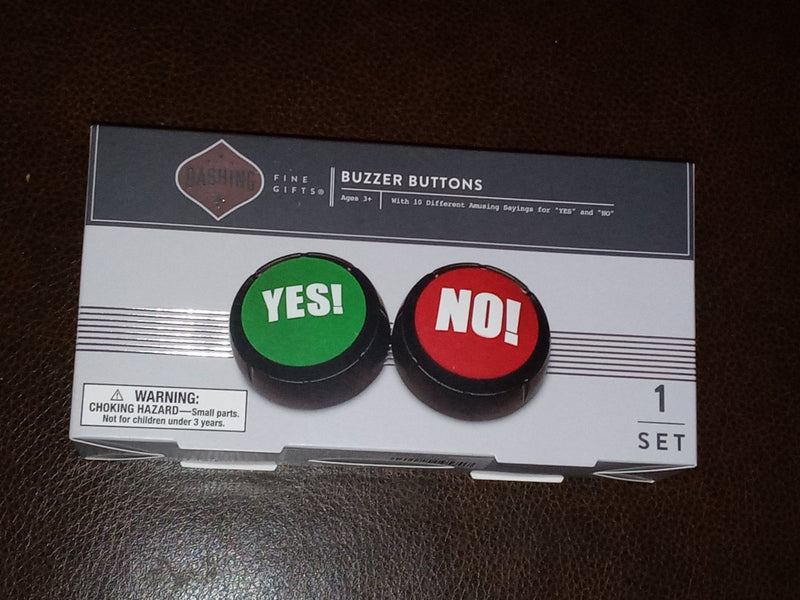 DASHING
FINE
GIFTS®
BUZZER BUTTONS
Ages 3+
With 10 Different Amusing Sayings for "YES" and "NO"
YES!
NO!
⚠ WARNING:
CHOKING HAZARD—Small parts.
Not for children under 3 years.
1
SET